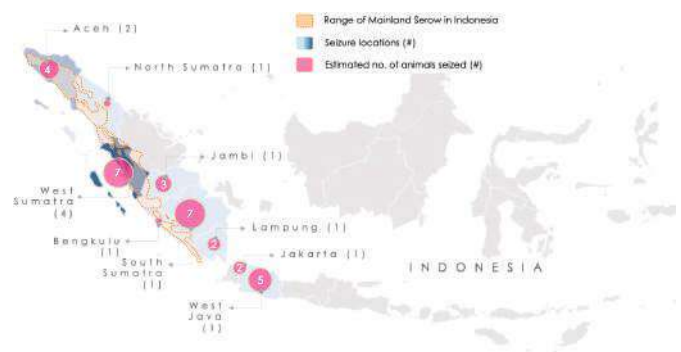 Range of Mainland Serow in Indonesia
Seizure locations (#)
Estimated no. of animals seized (#)
Aceh (2)
4
North Sumatra (1)
Jambi (1)
3
7
West
Sumatra
(4)
7
Lampung (1)
2
Bengkulu
(1)
South
Sumatra
(1)
Jakarta (1)
2
5
West
Java
(1)
INDONESIA